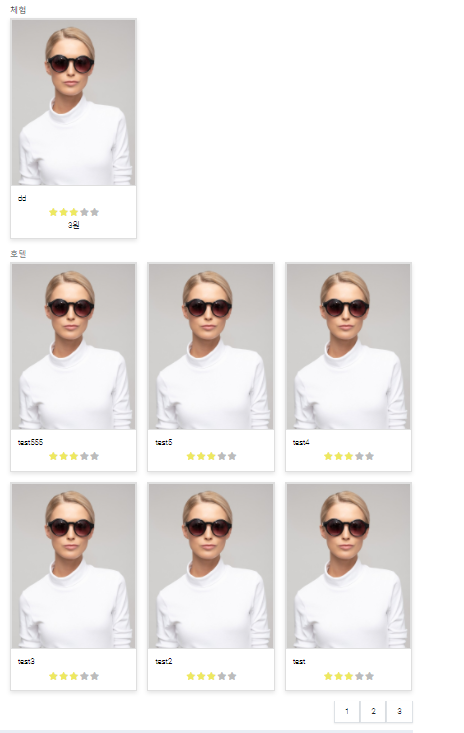 체험
dd
3원
호텔
test555
test5
test4
test3
test2
test
1 2 3